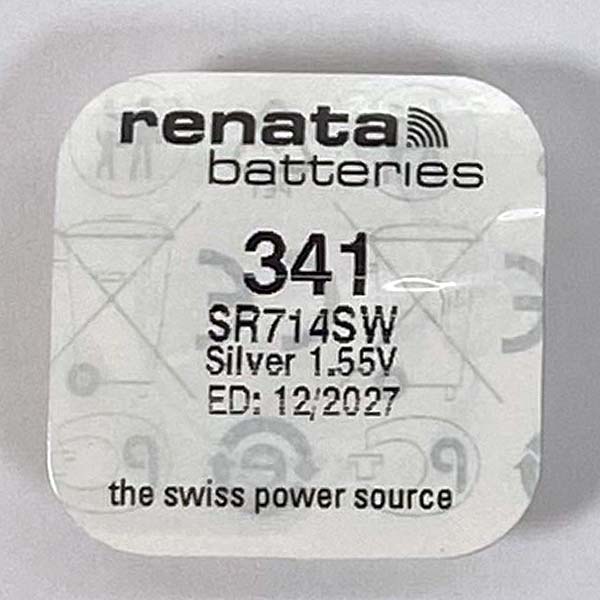 renata
batteries
341
SR714SW
Silver 1.55V
ED: 12/2027
the swiss power source